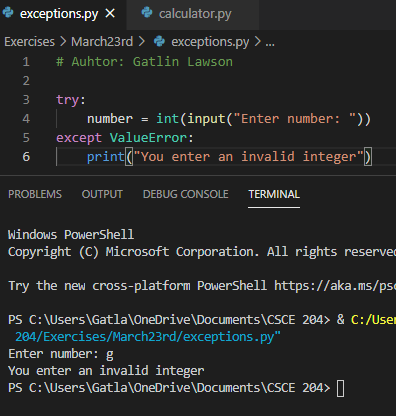 exceptions.py
calculator.py
Exercises > March23rd > exceptions.py > ...
1 # Auhtor: Gatlin Lawson
2
3 try:
4 number = int(input("Enter number: "))
5 except ValueError:
6 print("You enter an invalid integer")
PROBLEMS OUTPUT DEBUG CONSOLE TERMINAL
Windows PowerShell
Copyright (C) Microsoft Corporation. All rights reserved
Try the new cross-platform PowerShell https://aka.ms/
PS C:\Users\Gatla\OneDrive\Documents\CSCE 204> & C:/User
204/Exercises/March23rd/exceptions.py"
Enter number: g
You enter an invalid integer
PS C:\Users\Gatla\OneDrive\Documents\CSCE 204>